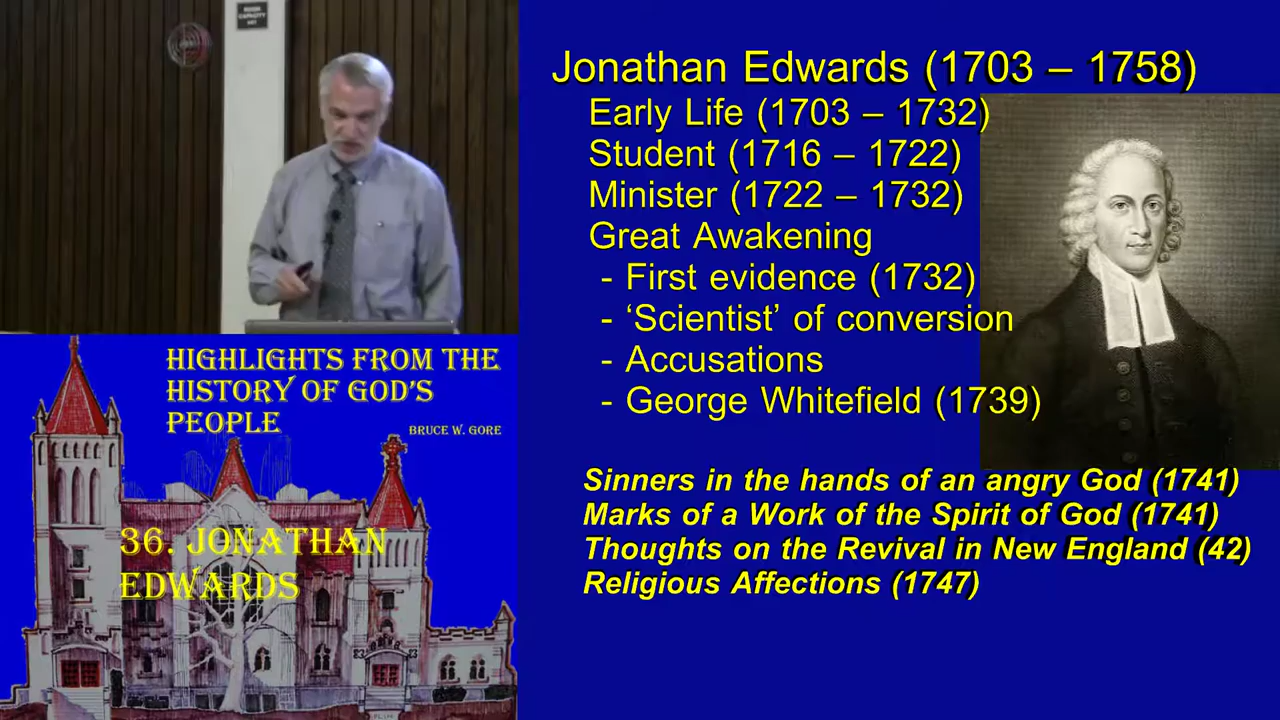 ROOM
CAPACITY
Jonathan Edwards (1703 – 1758)
Early Life (1703 – 1732)
Student (1716 – 1722)
Minister (1722 – 1732)
Great Awakening
- First evidence (1732)
- ‘Scientist’ of conversion
- Accusations
- George Whitefield (1739)
Sinners in the hands of an angry God (1741)
Marks of a Work of the Spirit of God (1741)
Thoughts on the Revival in New England (42)
Religious Affections (1747)
HIGHLIGHTS FROM THE
HISTORY OF GOD’S
PEOPLE
BRUCE W. GORE
36. JONATHAN
EDWARDS